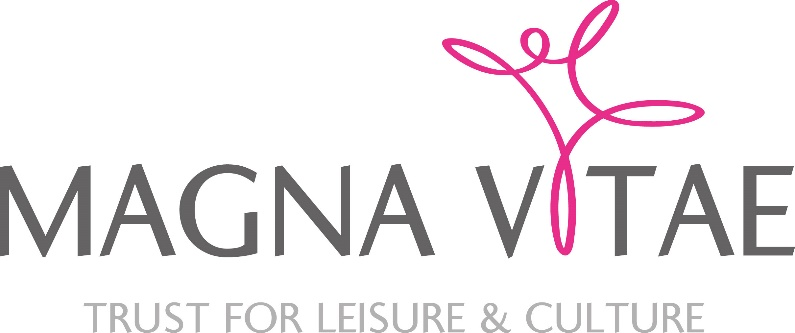 MAGNA VITAE
TRUST FOR LEISURE & CULTURE